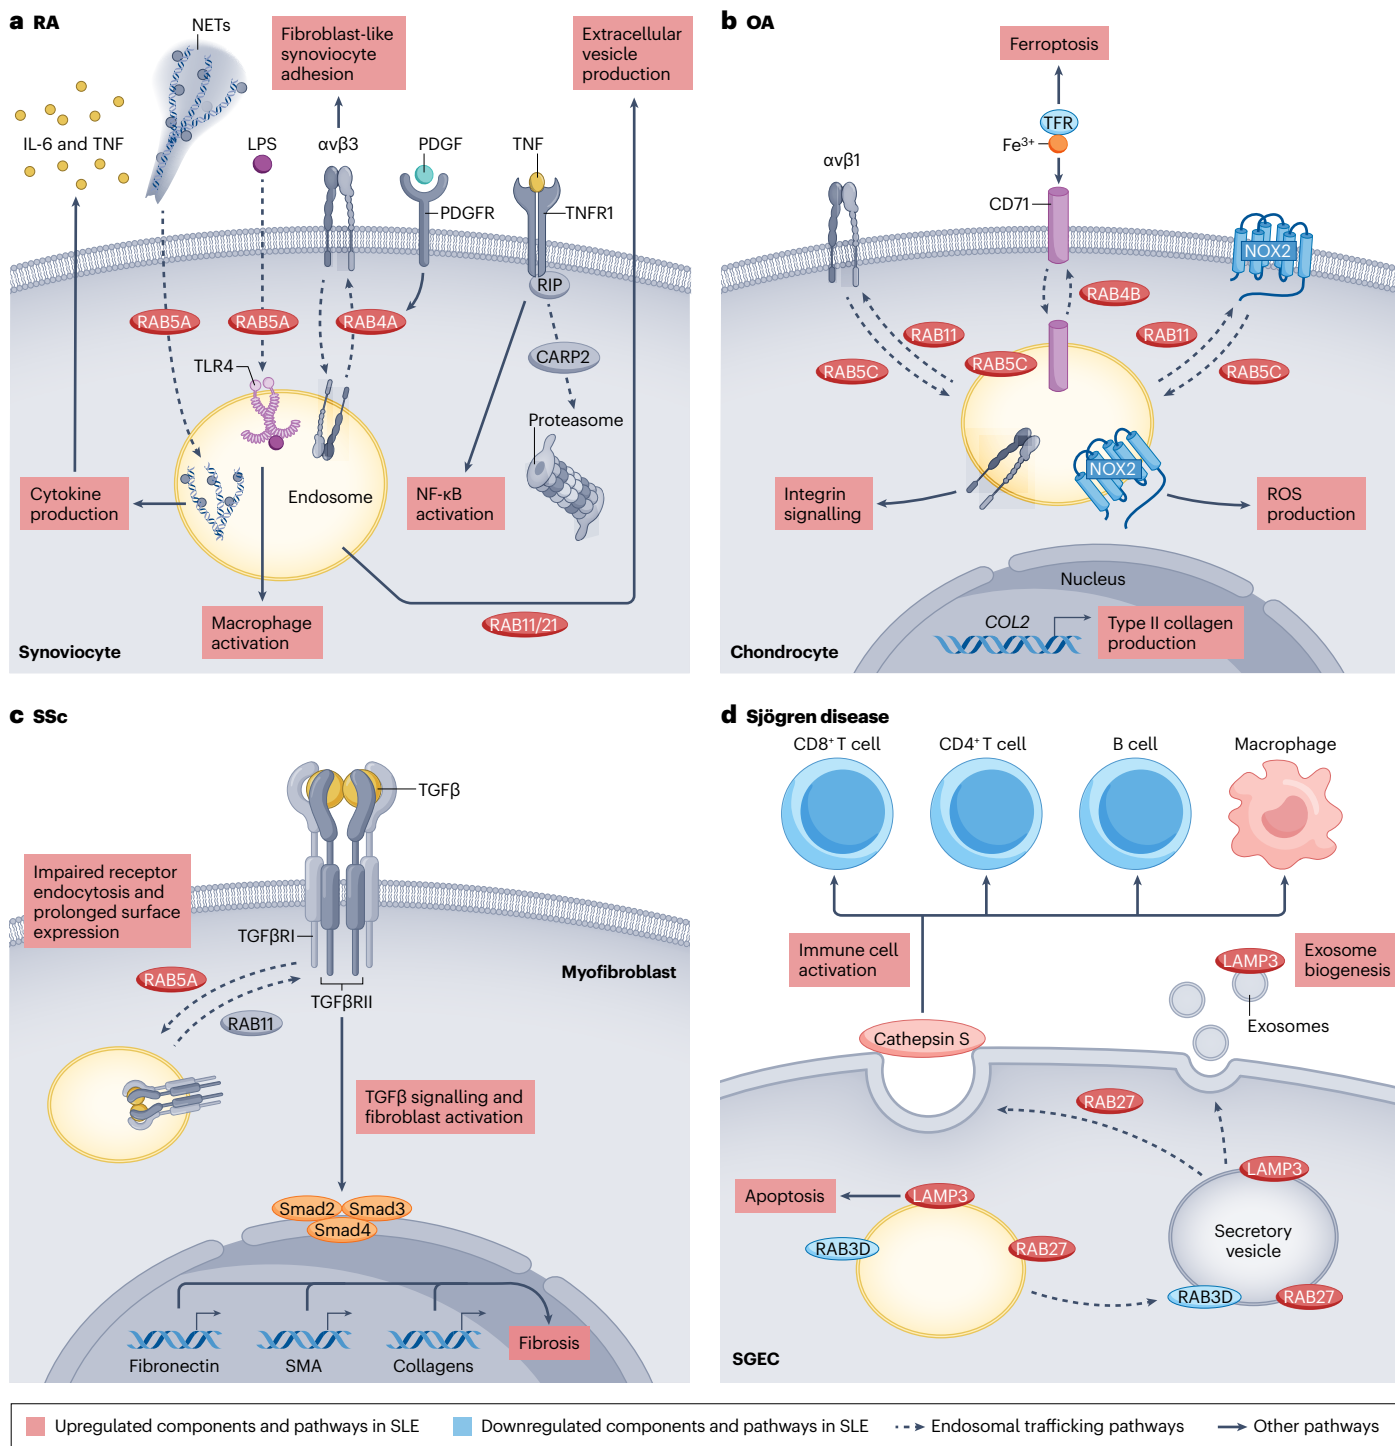 a RA
NETs
IL-6 and TNF
LPS
Fibroblast-like
synoviocyte
adhesion
αvβ3
PDGF
PDGFR
TNF
TNFR1
Extracellular
vesicle
production
RIP
RAB5A
RAB5A
RAB4A
CARP2
TLR4
Proteasome
Endosome
Cytokine
production
NF-κB
activation
Macrophage
activation
RAB11/21
Synoviocyte
b OA
Ferroptosis
TFR
Fe³⁺
αvβ1
CD71
NOX2
RAB4B
RAB11
RAB11
RAB5C
RAB5C
RAB5C
NOX2
Integrin
signalling
ROS
production
Nucleus
COL2
Type II collagen
production
Chondrocyte
c SSc
TGFβ
Impaired receptor
endocytosis and
prolonged surface
expression
TGFβRI
Myofibroblast
RAB5A
TGFβRII
RAB11
TGFβ signalling and
fibroblast activation
Smad2
Smad3
Smad4
Fibronectin
SMA
Collagens
Fibrosis
d Sjögren disease
CD8⁺ T cell
CD4⁺ T cell
B cell
Macrophage
Immune cell
activation
LAMP3
Exosome
biogenesis
Exosomes
Cathepsin S
RAB27
LAMP3
Apoptosis
LAMP3
RAB3D
RAB27
Secretory
vesicle
RAB3D
RAB27
SGEC
Upregulated components and pathways in SLE
Downregulated components and pathways in SLE
Endosomal trafficking pathways
Other pathways